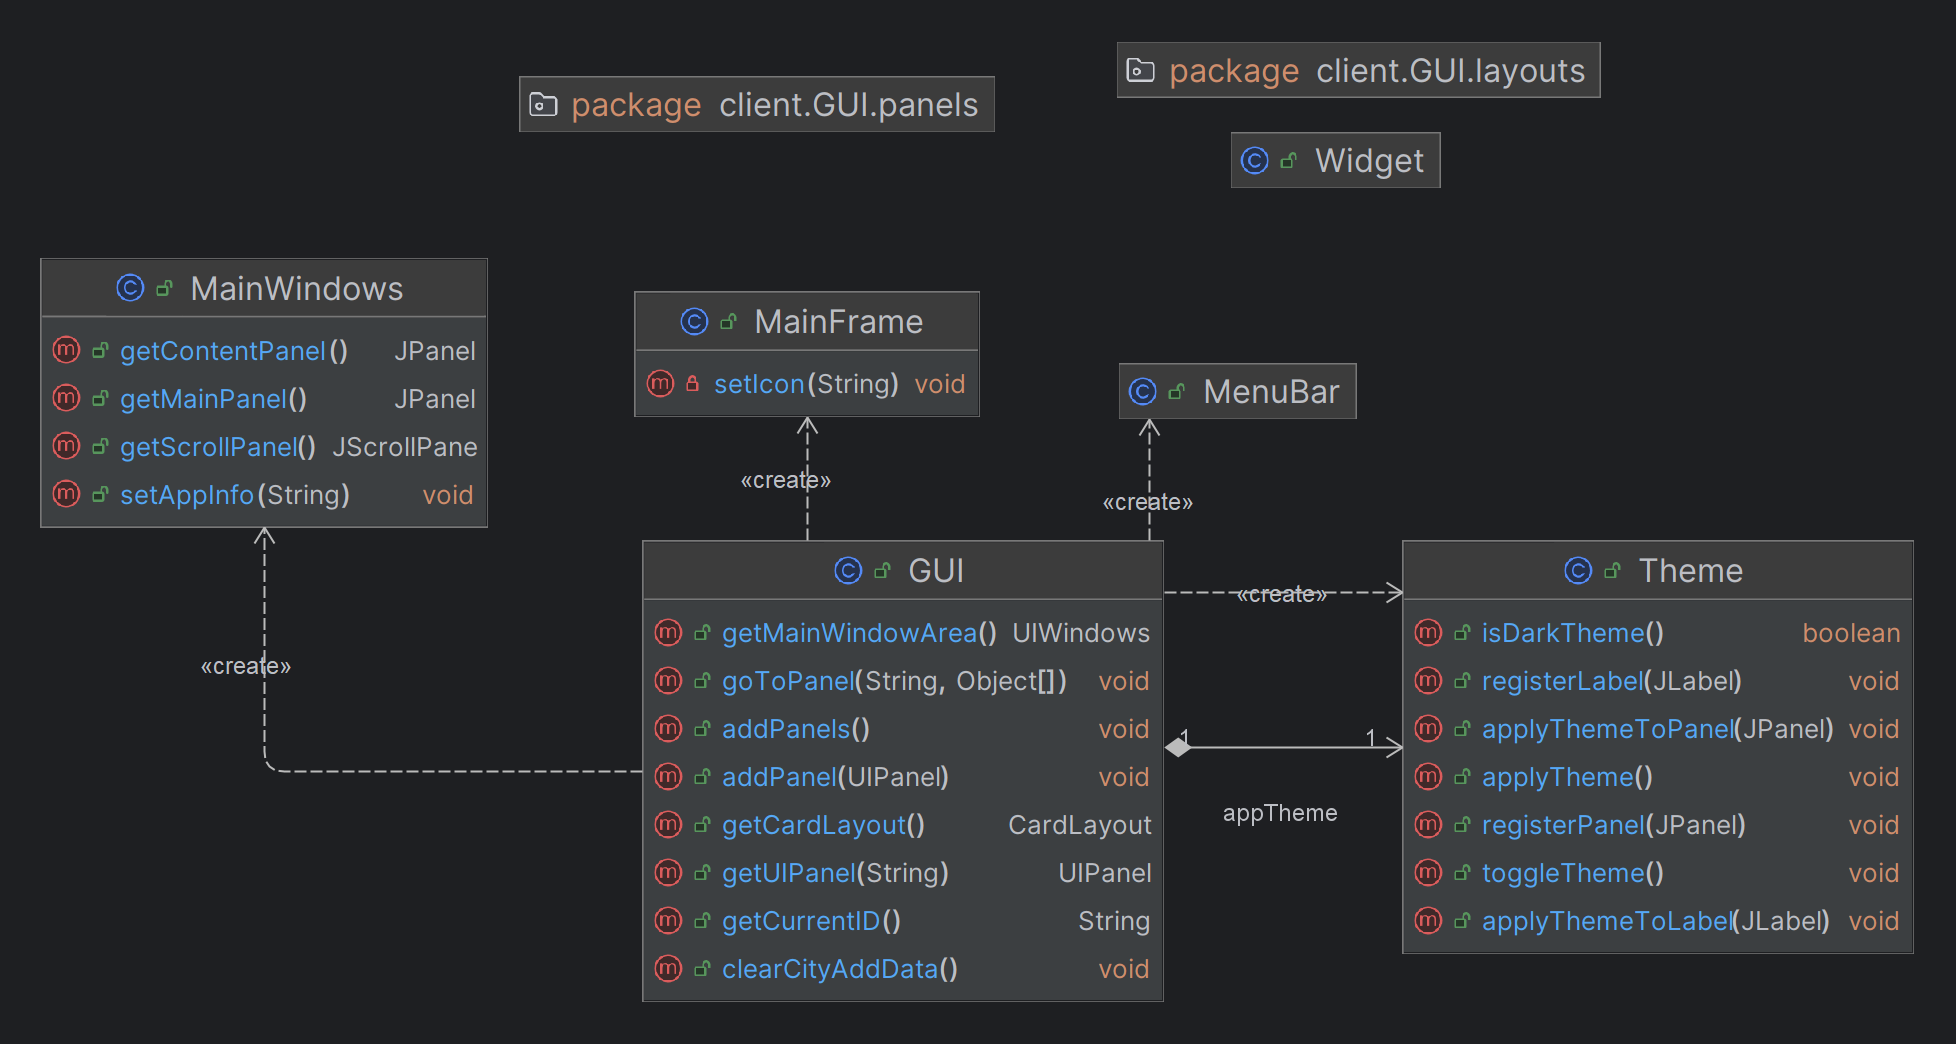 package client.GUI.layouts
package client.GUI.panels
Widget
MainWindows
getContentPanel() JPanel
getMainPanel() JPanel
getScrollPanel() JScrollPane
setAppInfo(String) void
MainFrame
setIcon(String) void
MenuBar
«create»
«create»
«create»
«create»
GUI
getMainWindowArea() UIWindows
goToPanel(String, Object[]) void
addPanels() void
addPanel(UIPanel) void
getCardLayout() CardLayout
getUIPanel(String) UIPanel
getCurrentID() String
clearCityAddData() void
1 1
appTheme
Theme
isDarkTheme() boolean
registerLabel(JLabel) void
applyThemeToPanel(JPanel) void
applyTheme() void
registerPanel(JPanel) void
toggleTheme() void
applyThemeToLabel(JLabel) void